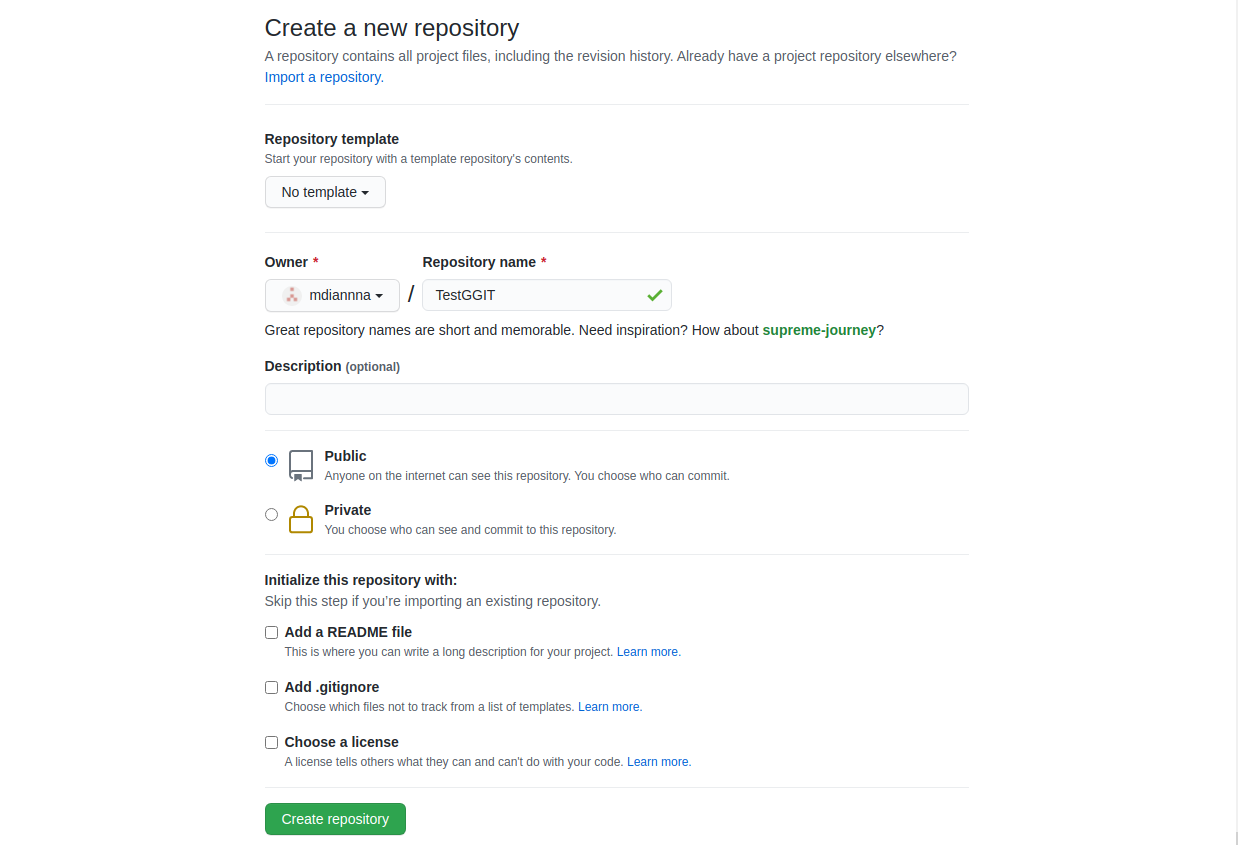 Create a new repository
A repository contains all project files, including the revision history. Already have a project repository elsewhere?
Import a repository.
Repository template
Start your repository with a template repository's contents.
No template
Owner * Repository name *
mdiannna / TestGGIT
Great repository names are short and memorable. Need inspiration? How about supreme-journey?
Description (optional)
Public
Anyone on the internet can see this repository. You choose who can commit.
Private
You choose who can see and commit to this repository.
Initialize this repository with:
Skip this step if you’re importing an existing repository.
Add a README file
This is where you can write a long description for your project. Learn more.
Add .gitignore
Choose which files not to track from a list of templates. Learn more.
Choose a license
A license tells others what they can and can't do with your code. Learn more.
Create repository